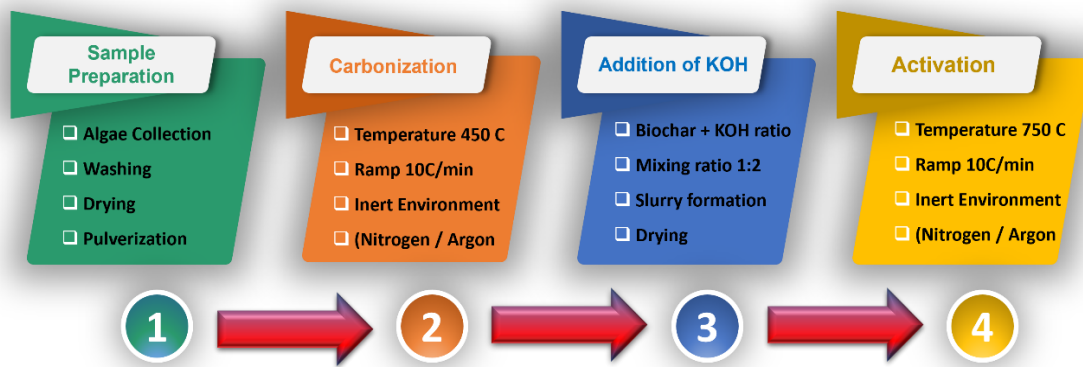 Sample
Preparation
Algae Collection
Washing
Drying
Pulverization
1
Carbonization
Temperature 450 C
Ramp 10C/min
Inert Environment
(Nitrogen / Argon
2
Addition of KOH
Biochar + KOH ratio
Mixing ratio 1:2
Slurry formation
Drying
3
Activation
Temperature 750 C
Ramp 10C/min
Inert Environment
(Nitrogen / Argon
4